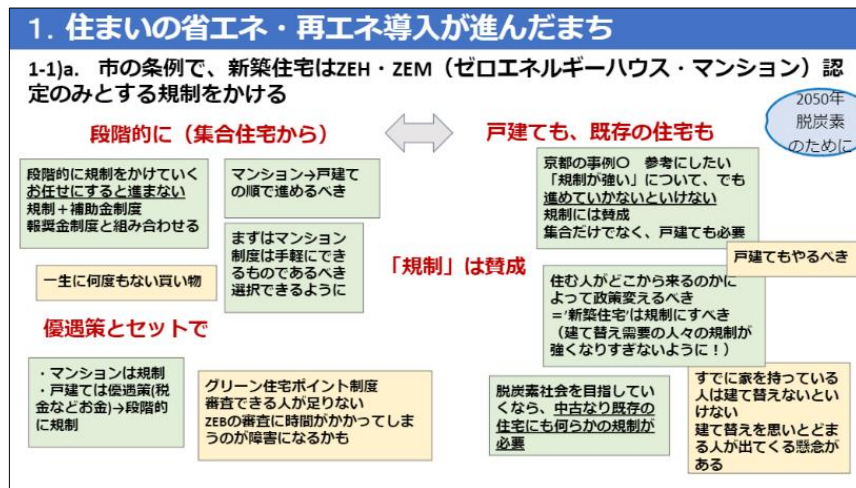 1. 住まいの省エネ・再エネ導入が進んだまち
1-1)a. 市の条例で、新築住宅はZEH・ZEM（ゼロエネルギーハウス・マンション）認
定のみとする規制をかける
2050年
脱炭素
のために
段階的に（集合住宅から）
戸建ても、既存の住宅も
段階的に規制をかけていく
お任せにすると進まない
規制＋補助金制度
報奨金制度と組み合わせる
マンション→戸建て
の順で進めるべき
まずはマンション
制度は手軽にでき
るものであるべき
選択できるように
一生に何度もない買い物
「規制」は賛成
京都の事例〇 参考にしたい
「規制が強い」について、でも
進めていかないといけない
規制には賛成
集合だけでなく、戸建ても必要
戸建てもやるべき
住む人がどこから来るのかに
よって政策変えるべき
＝'新築住宅'は規制にすべき
（建て替え需要の人々の規制が
強くなりすぎないように！）
優遇策とセットで
・マンションは規制
・戸建ては優遇策(税
金などお金)→段階的
に規制
グリーン住宅ポイント制度
審査できる人が足りない
ZEBの審査に時間がかかってしま
うのが障害になるかも
脱炭素社会を目指してい
くなら、中古なり既存の
住宅にも何らかの規制が
必要
すでに家を持っている
人は建て替えないとい
けない
建て替えを思いとどま
る人が出てくる懸念が
ある